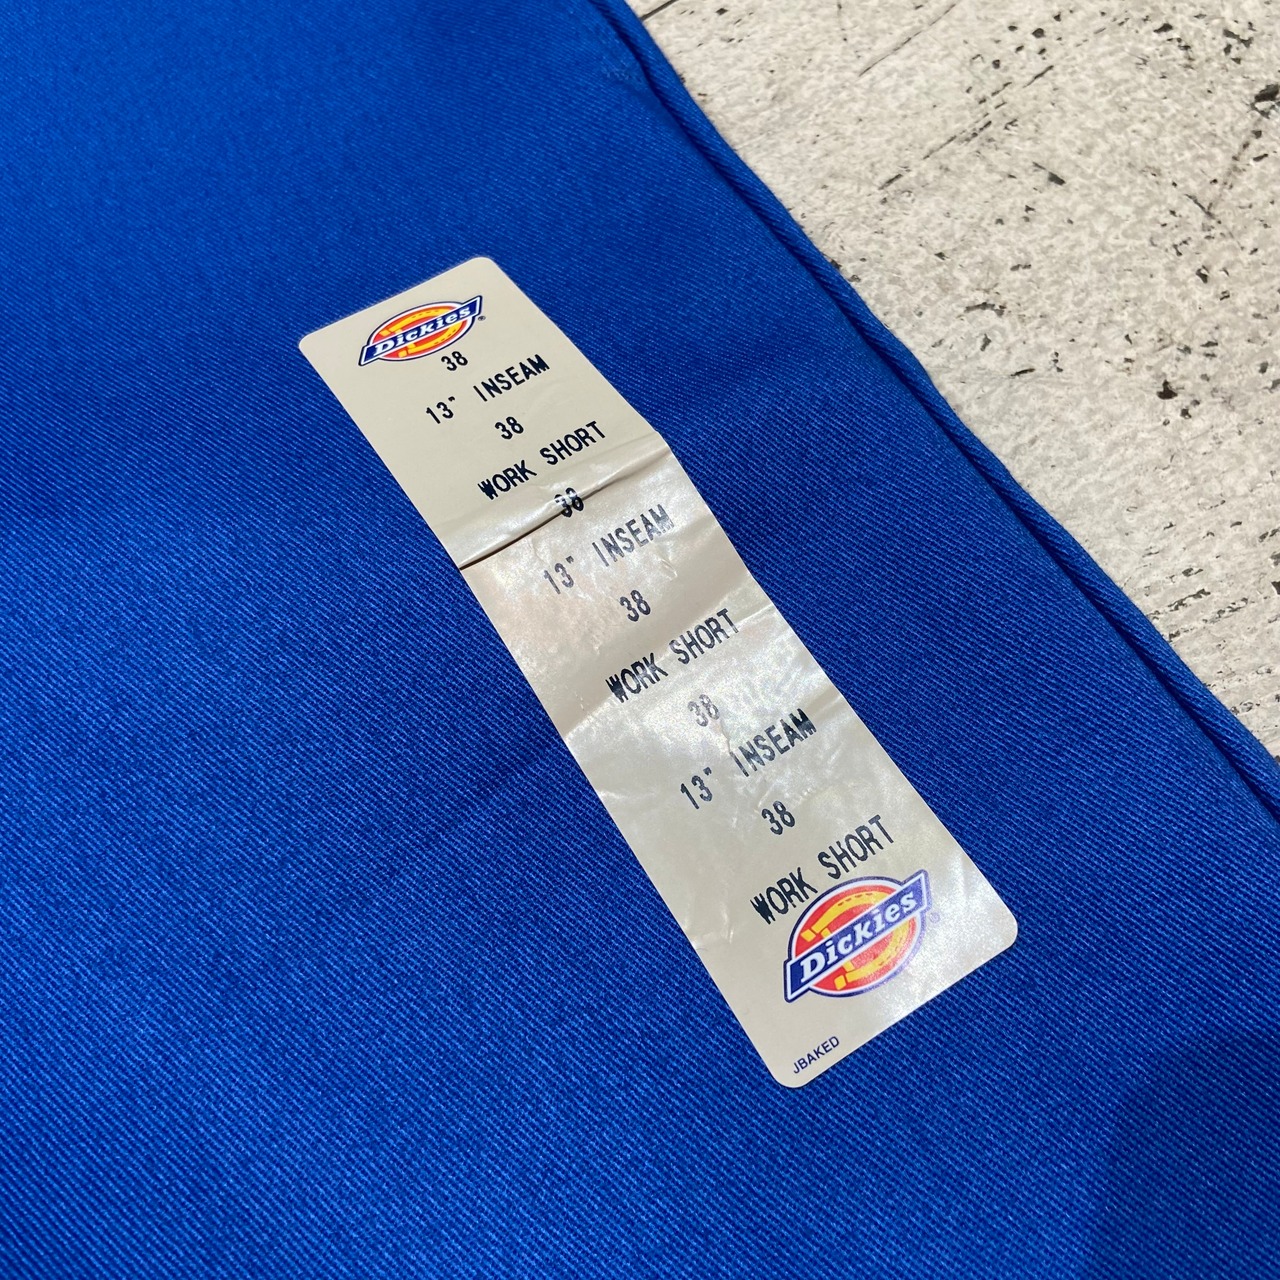 Dickies®
38
13" INSEAM
38
WORK SHORT
38
13" INSEAM
38
WORK SHORT
38
13" INSEAM
38
WORK SHORT
Dickies®
JBAKED